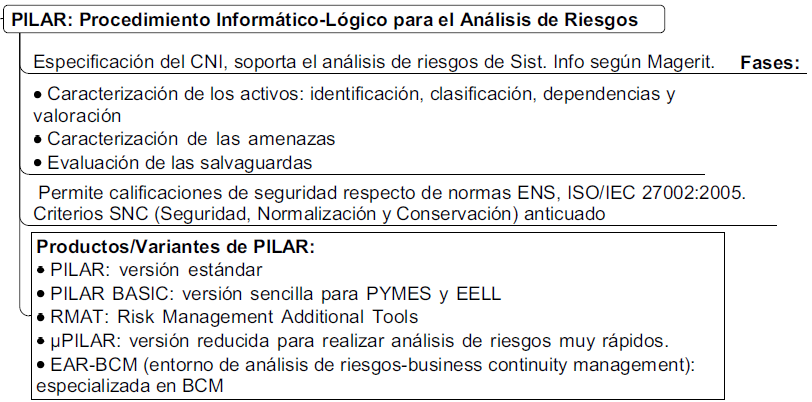 PILAR: Procedimiento Informático-Lógico para el Análisis de Riesgos
Especificación del CNI, soporta el análisis de riesgos de Sist. Info según Magerit. Fases:
● Caracterización de los activos: identificación, clasificación, dependencias y
valoración
● Caracterización de las amenazas
● Evaluación de las salvaguardas
Permite calificaciones de seguridad respecto de normas ENS, ISO/IEC 27002:2005.
Criterios SNC (Seguridad, Normalización y Conservación) anticuado
Productos/Variantes de PILAR:
● PILAR: versión estándar
● PILAR BASIC: versión sencilla para PYMES y EELL
● RMAT: Risk Management Additional Tools
● µPILAR: versión reducida para realizar análisis de riesgos muy rápidos.
● EAR-BCM (entorno de análisis de riesgos-business continuity management):
especializada en BCM